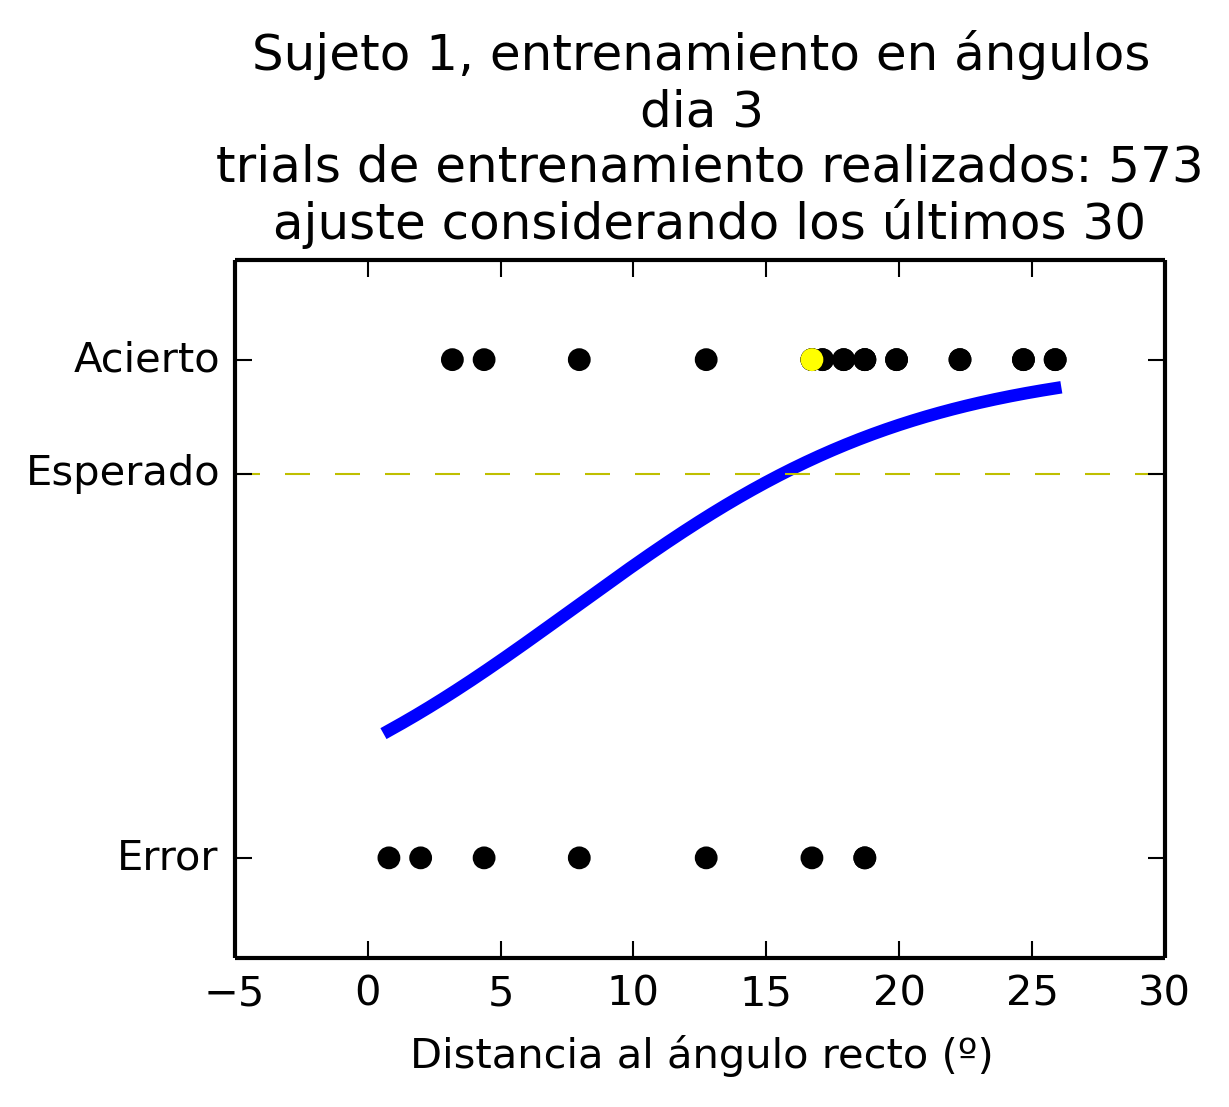 Sujeto 1, entrenamiento en ángulos
dia 3
trials de entrenamiento realizados: 573
ajuste considerando los últimos 30
Acierto
Esperado
Error
−5 0 5 10 15 20 25 30
Distancia al ángulo recto (º)